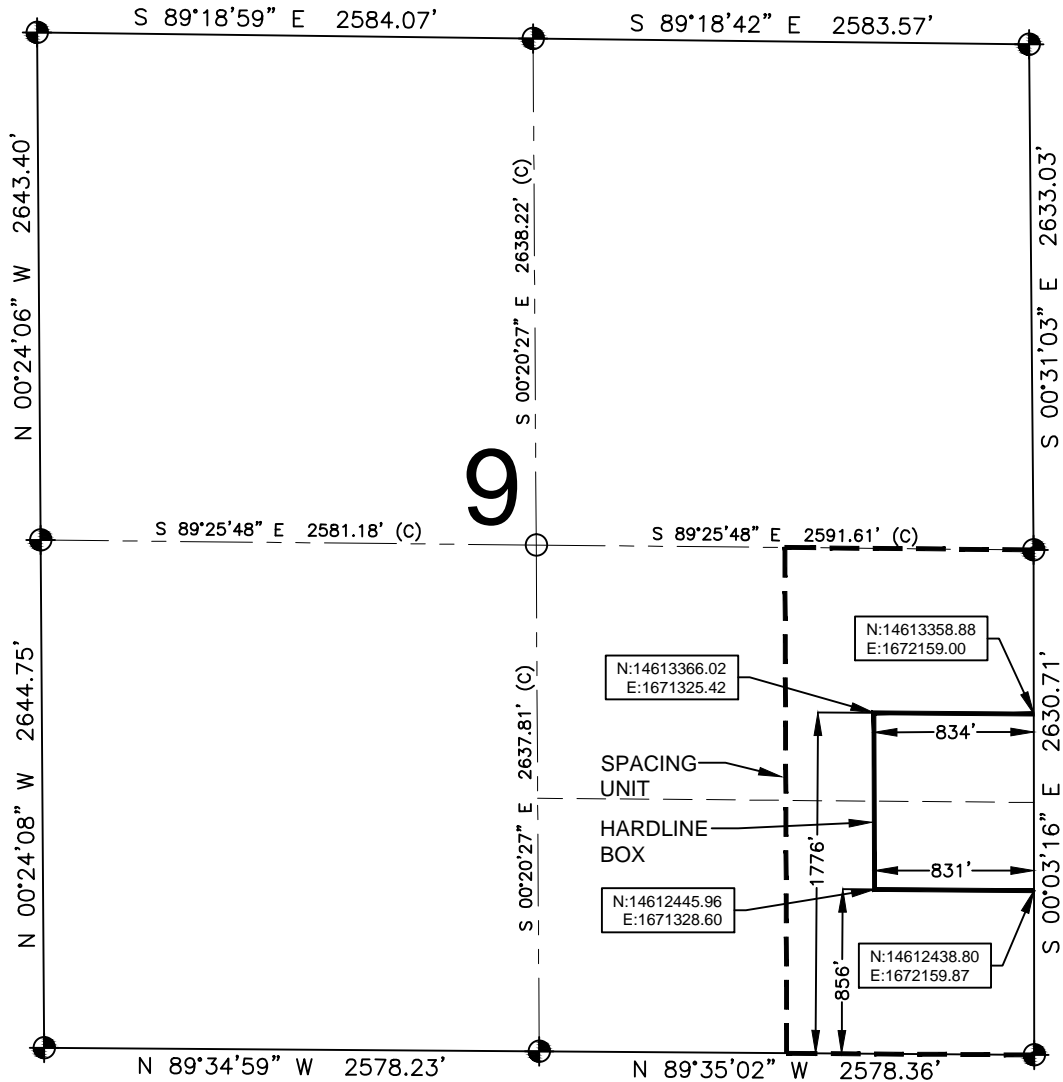 S 89°18'59" E 2584.07'
S 89°18'42" E 2583.57'
N 00°24'06" W 2643.40'
S 00°20'27" E 2638.22' (C)
S 00°31'03" E 2633.03'
9
S 89°25'48" E 2581.18' (C)
S 89°25'48" E 2591.61' (C)
N:14613358.88
E:1672159.00
N:14613366.02
E:1671325.42
834'
N 00°24'08" W 2644.75'
S 00°20'27" E 2637.81' (C)
S 00°03'16" E 2630.71'
SPACING
UNIT
HARDLINE
BOX
1776'
831'
N:14612445.96
E:1671328.60
N:14612438.80
E:1672159.87
856'
N 89°34'59" W 2578.23'
N 89°35'02" W 2578.36'